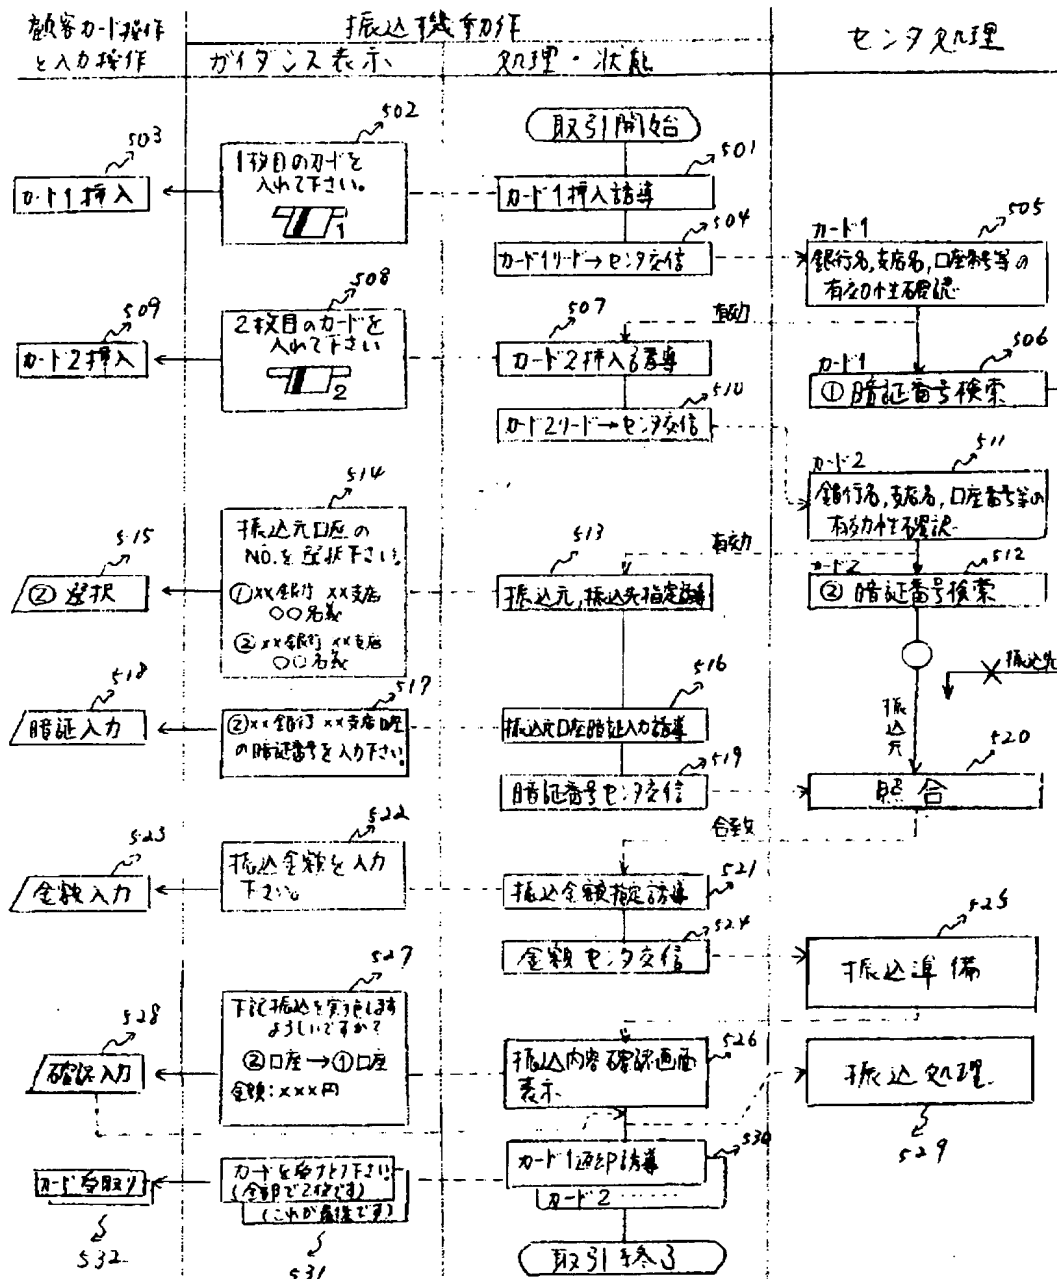 顧客カード操作
と入力操作
振込機動作
ガイダンス表示
処理・状態
センタ処理
取引開始
501
カード1挿入誘導
502
1枚目のカードを
入れて下さい。
1
503
カード1挿入
504
カード1リード→センタ交信
505
カード1
銀行名,支店名,口座番号等の
有効性確認
506
カード1
①暗証番号検索
有効
507
カード2挿入誘導
508
2枚目のカードを
入れて下さい
2
509
カード2挿入
510
カード2リード→センタ交信
511
カード2
銀行名,支店名,口座番号等の
有効性確認
512
カード2
②暗証番号検索
有効
513
振込元,振込先指定誘導
514
振込元口座の
NO.を選択下さい。
①××銀行 ××支店
○○名義
②××銀行 ××支店
○○名義
515
②選択
振込先
振込元
516
振込元口座暗証入力誘導
517
②××銀行 ××支店口座
の暗証番号を入力下さい。
518
暗証入力
519
暗証番号センタ交信
520
照合
合致
521
振込金額指定誘導
522
振込金額を入力
下さい。
523
金額入力
524
金額センタ交信
525
振込準備
526
振込内容確認画面
表示
527
下記振込を実施します
よろしいですか?
②口座→①口座
金額:×××円
528
確認入力
振込処理
529
530
カード1返却誘導
カード2……
カードを受取下さい
(全部で2枚です)
(これが最後です)
531
カード受取り
532
取引終了